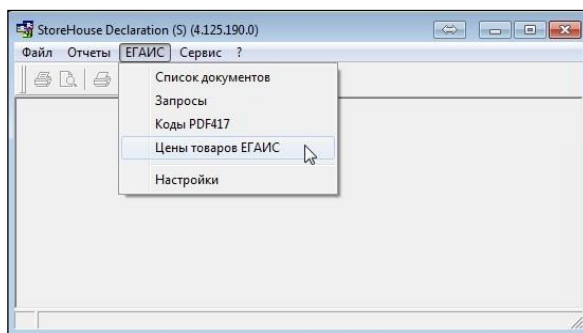 StoreHouse Declaration (S) (4.125.190.0)
Файл Отчеты ЕГАИС Сервис ?
Список документов
Запросы
Коды PDF417
Цены товаров ЕГАИС
Настройки